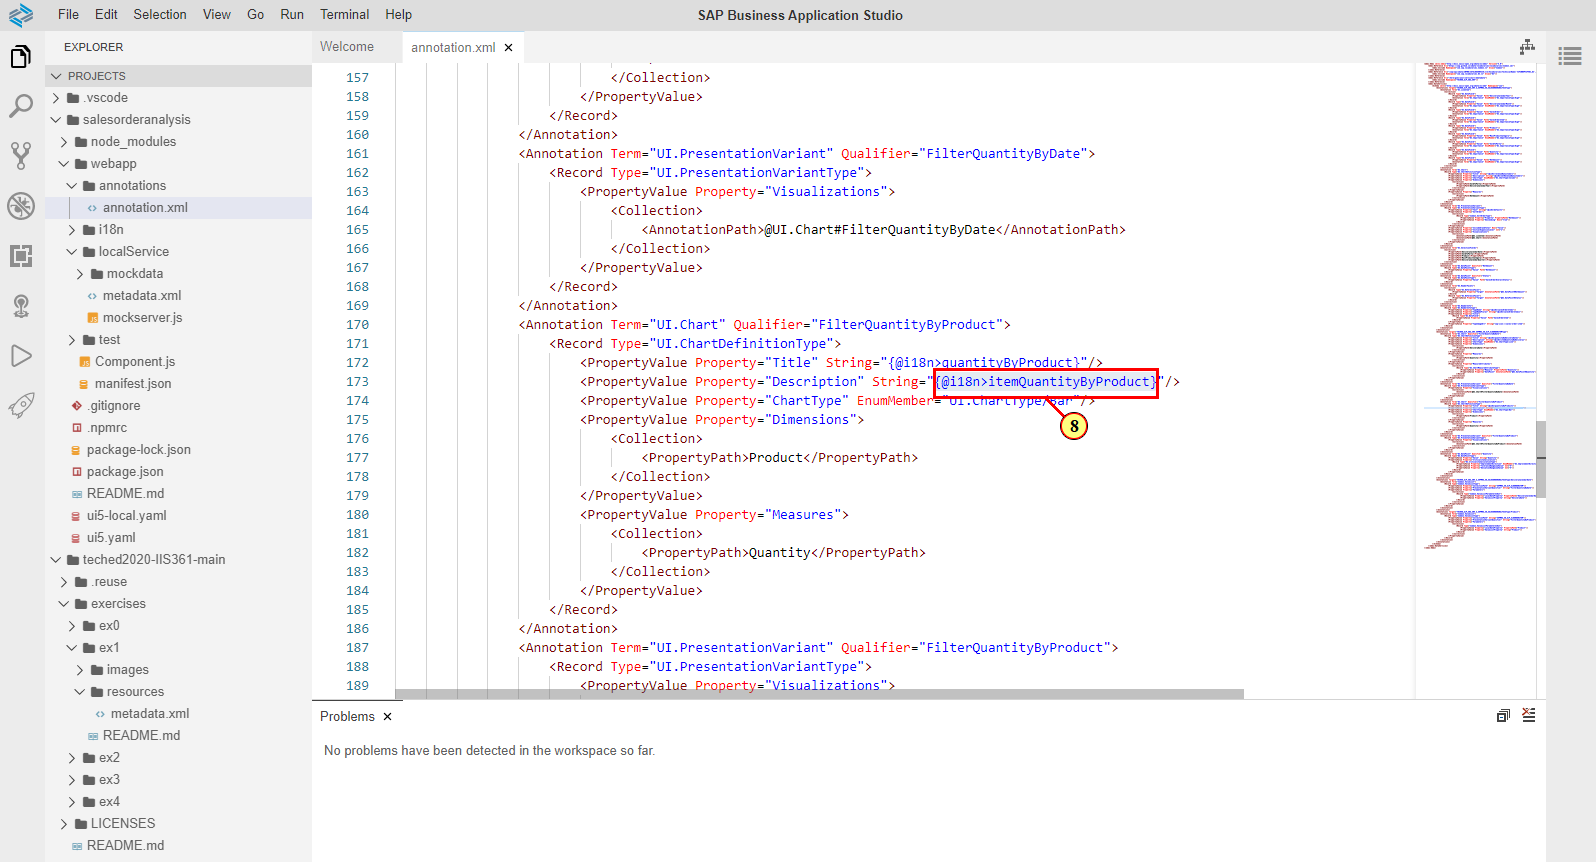 File Edit Selection View Go Run Terminal Help
SAP Business Application Studio
EXPLORER
PROJECTS
.vscode
salesorderanalysis
node_modules
webapp
annotations
annotation.xml
i18n
localService
mockdata
metadata.xml
mockserver.js
test
Component.js
manifest.json
.gitignore
.npmrc
package-lock.json
package.json
README.md
ui5-local.yaml
ui5.yaml
teched2020-IIS361-main
.reuse
exercises
ex0
ex1
images
resources
metadata.xml
README.md
ex2
ex3
ex4
LICENSES
README.md
Welcome annotation.xml
157 </Collection>
158 </PropertyValue>
159 </Record>
160 </Annotation>
161 <Annotation Term="UI.PresentationVariant" Qualifier="FilterQuantityByDate">
162 <Record Type="UI.PresentationVariantType">
163 <PropertyValue Property="Visualizations">
164 <Collection>
165 <AnnotationPath>@UI.Chart#FilterQuantityByDate</AnnotationPath>
166 </Collection>
167 </PropertyValue>
168 </Record>
169 </Annotation>
170 <Annotation Term="UI.Chart" Qualifier="FilterQuantityByProduct">
171 <Record Type="UI.ChartDefinitionType">
172 <PropertyValue Property="Title" String="{@i18n>quantityByProduct}"/>
173 <PropertyValue Property="Description" String="{@i18n>itemQuantityByProduct}"/>
174 <PropertyValue Property="ChartType" EnumMember="UI.ChartType/Bar"/>
8
175 <PropertyValue Property="Dimensions">
176 <Collection>
177 <PropertyPath>Product</PropertyPath>
178 </Collection>
179 </PropertyValue>
180 <PropertyValue Property="Measures">
181 <Collection>
182 <PropertyPath>Quantity</PropertyPath>
183 </Collection>
184 </PropertyValue>
185 </Record>
186 </Annotation>
187 <Annotation Term="UI.PresentationVariant" Qualifier="FilterQuantityByProduct">
188 <Record Type="UI.PresentationVariantType">
189 <PropertyValue Property="Visualizations">
Problems
No problems have been detected in the workspace so far.